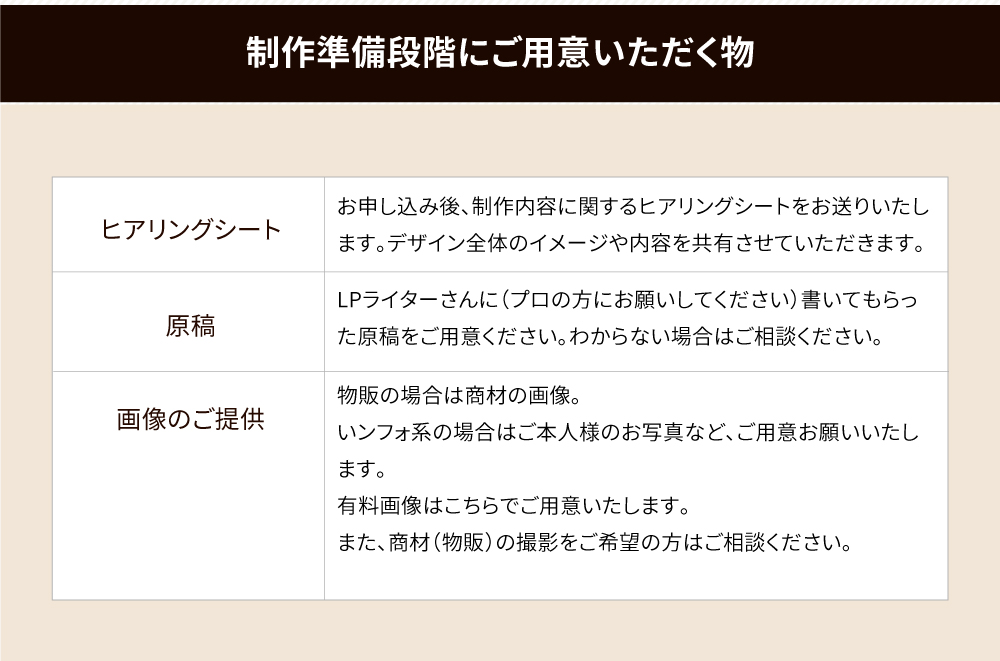 制作準備段階にご用意いただく物
ヒアリングシート
お申し込み後、制作内容に関するヒアリングシートをお送りいたし
ます。デザイン全体のイメージや内容を共有させていただきます。
原稿
LPライターさんに（プロの方にお願いしてください）書いてもらっ
た原稿をご用意ください。わからない場合はご相談ください。
画像のご提供
物販の場合は商材の画像。
いンフォ系の場合はご本人様のお写真など、ご用意お願いいたし
ます。
有料画像はこちらでご用意いたします。
また、商材（物販）の撮影をご希望の方はご相談ください。